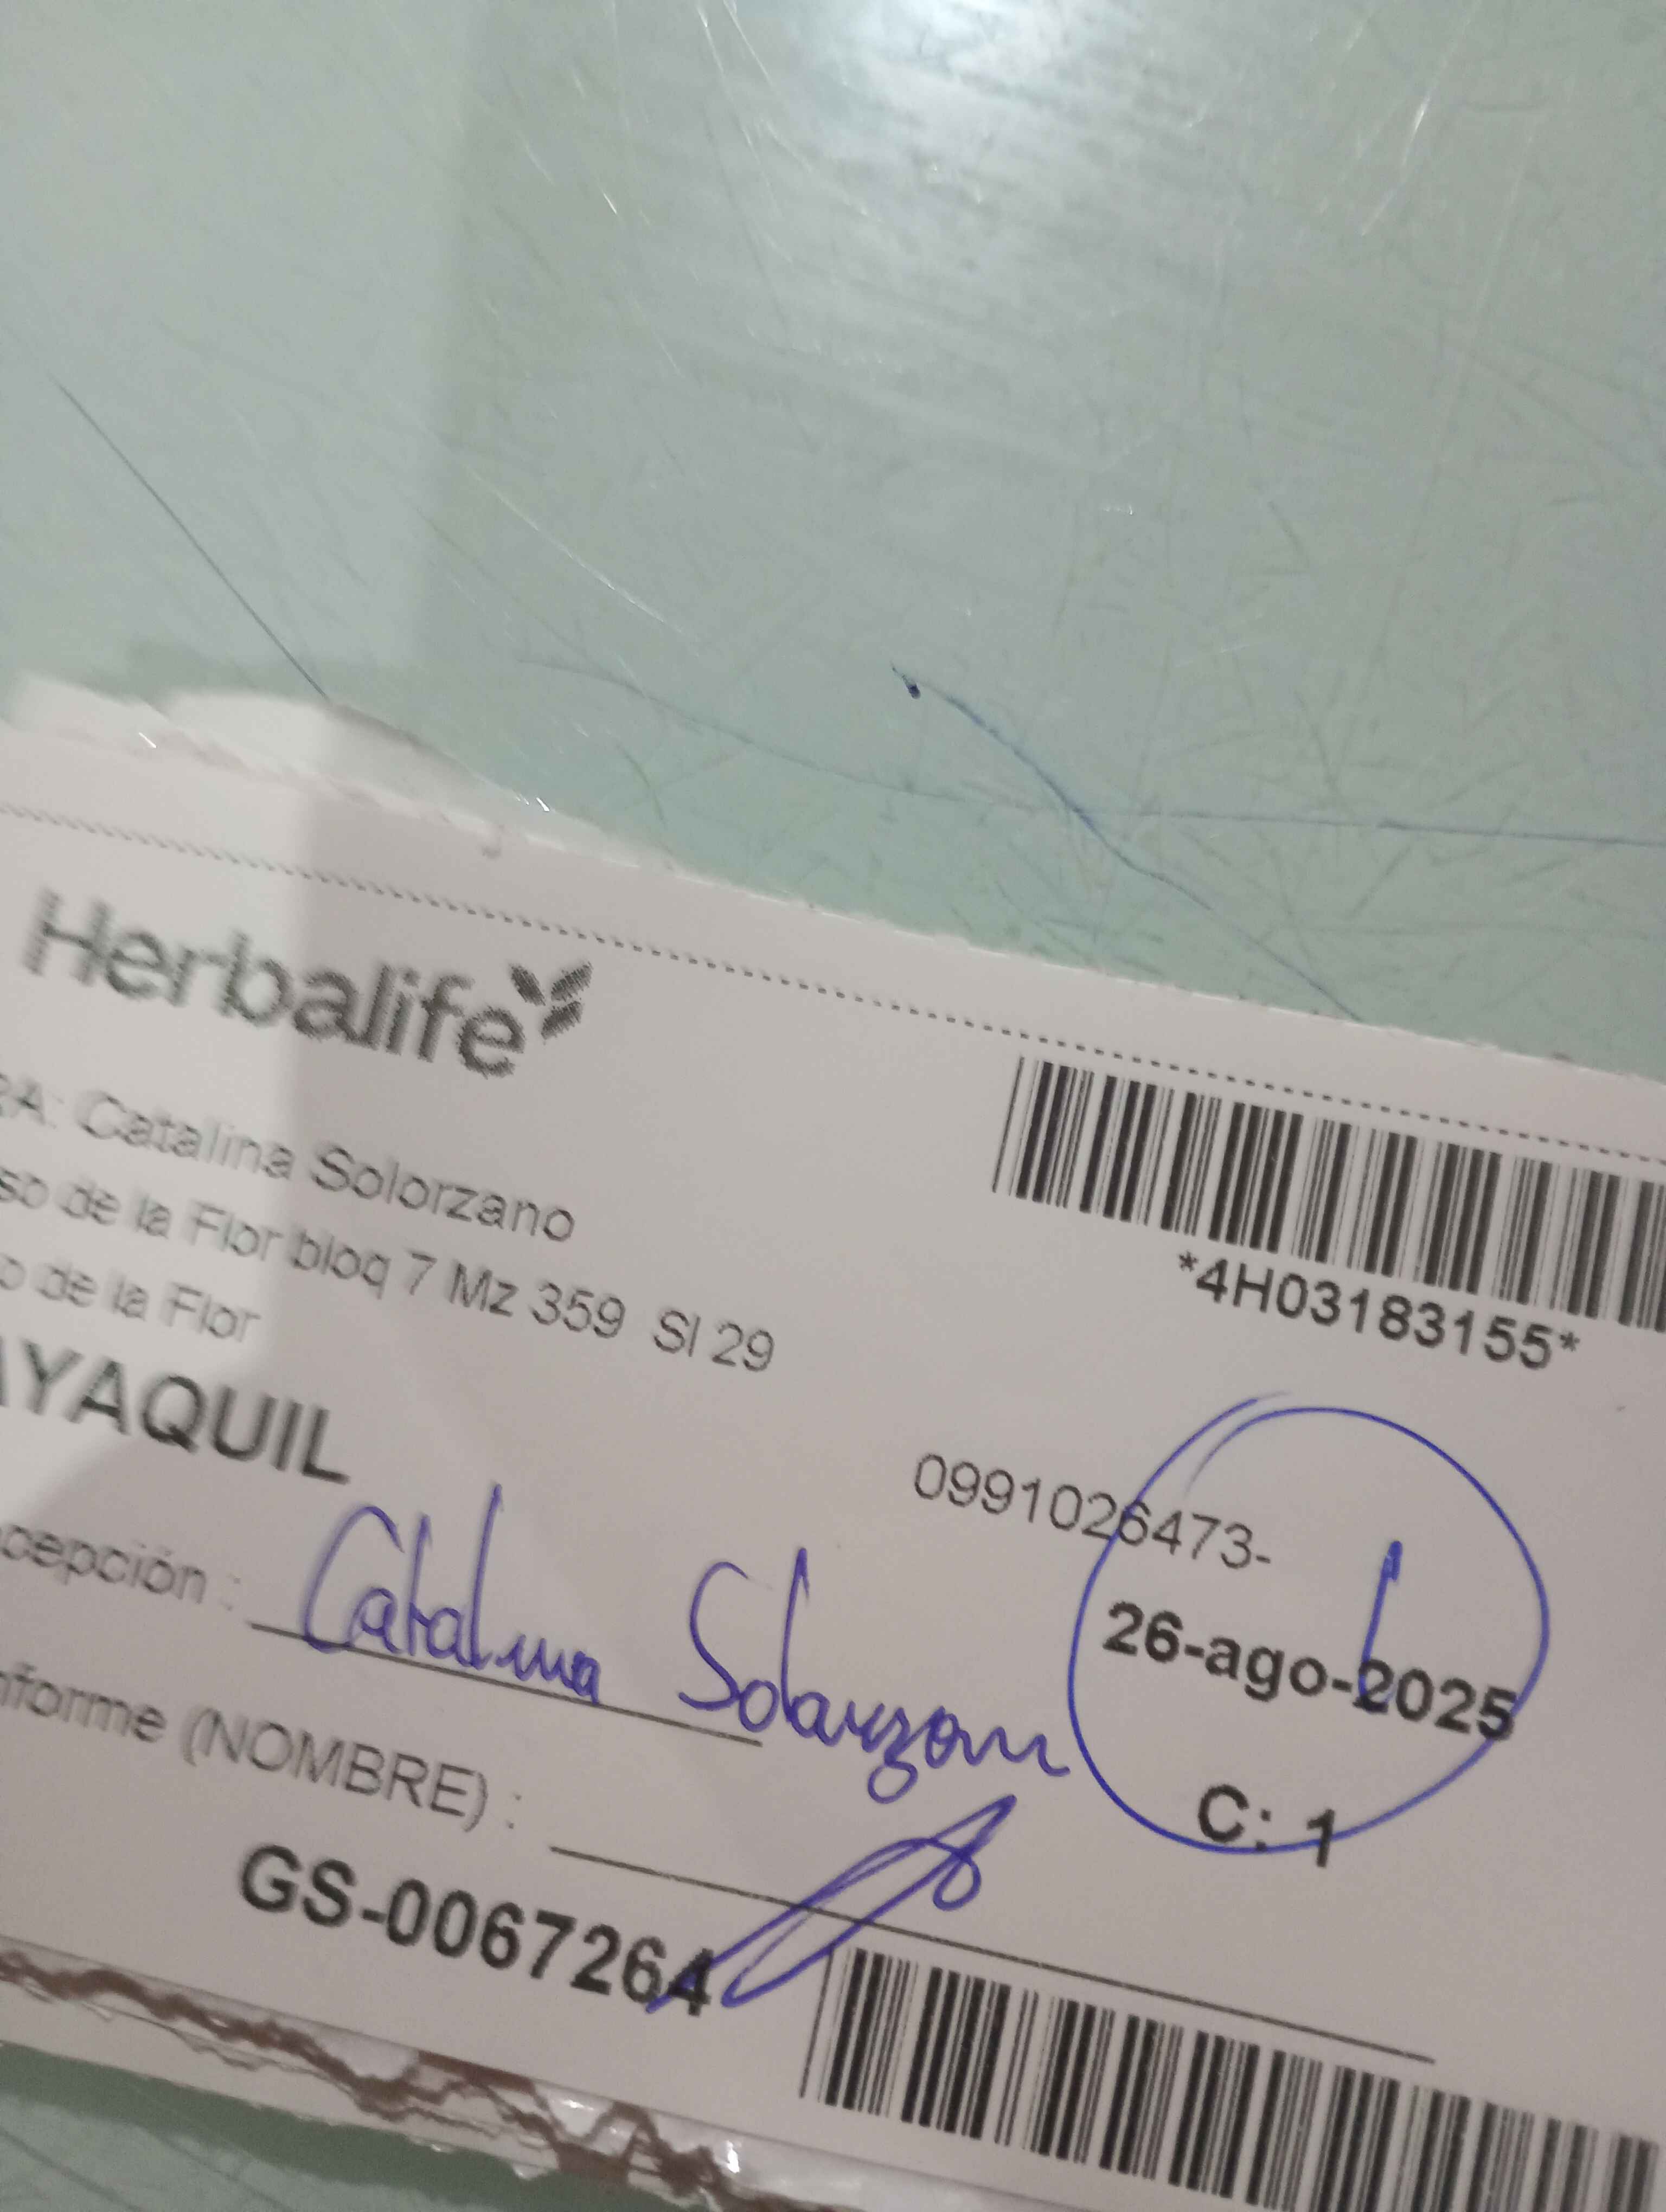 Herbalife
RA: Catalina Solorzano
so de la Flor bloq 7 Mz 359 Sl 29
o de la Flor
AYAQUIL
*4H03183155*
0991026473-
26-ago-2025
C: 1
cepción : Catalina Solorzano
nforme (NOMBRE) :
GS-0067264